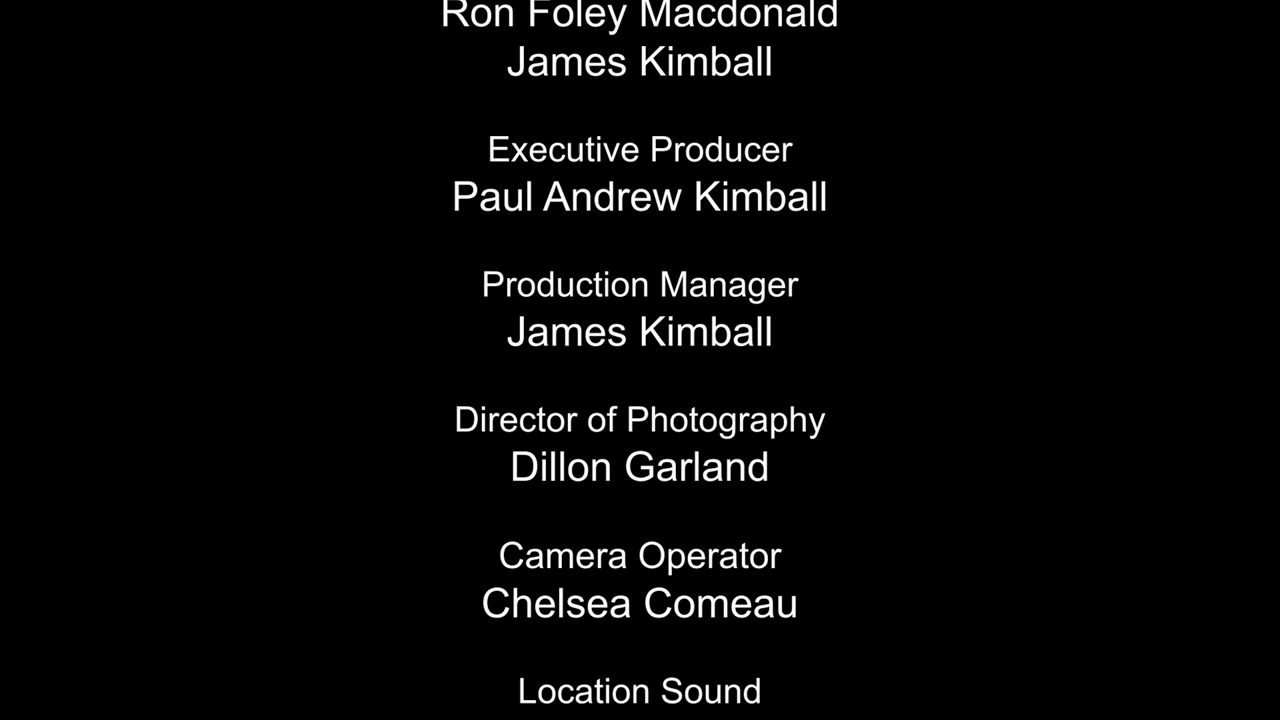 Ron Foley Macdonald
James Kimball
Executive Producer
Paul Andrew Kimball
Production Manager
James Kimball
Director of Photography
Dillon Garland
Camera Operator
Chelsea Comeau
Location Sound